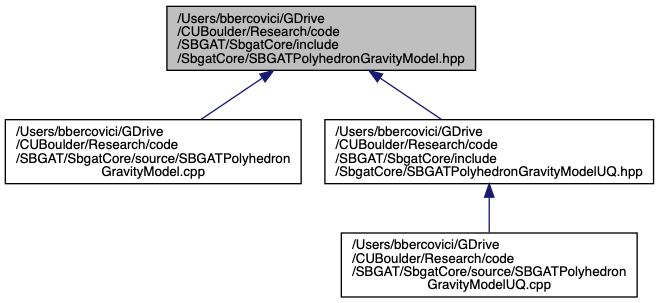 /Users/bbercovici/GDrive
/CUBoulder/Research/code
/SBGAT/SbgatCore/include
/SbgatCore/SBGATPolyhedronGravityModel.hpp
/Users/bbercovici/GDrive
/CUBoulder/Research/code
/SBGAT/SbgatCore/source/SBGATPolyhedron
GravityModel.cpp
/Users/bbercovici/GDrive
/CUBoulder/Research/code
/SBGAT/SbgatCore/include
/SbgatCore/SBGATPolyhedronGravityModelUQ.hpp
/Users/bbercovici/GDrive
/CUBoulder/Research/code
/SBGAT/SbgatCore/source/SBGATPolyhedron
GravityModelUQ.cpp